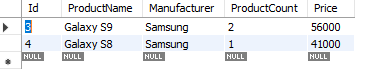 Id ProductName Manufacturer ProductCount Price
3 Galaxy S9 Samsung 2 56000
4 Galaxy S8 Samsung 1 41000
NULL NULL NULL NULL NULL